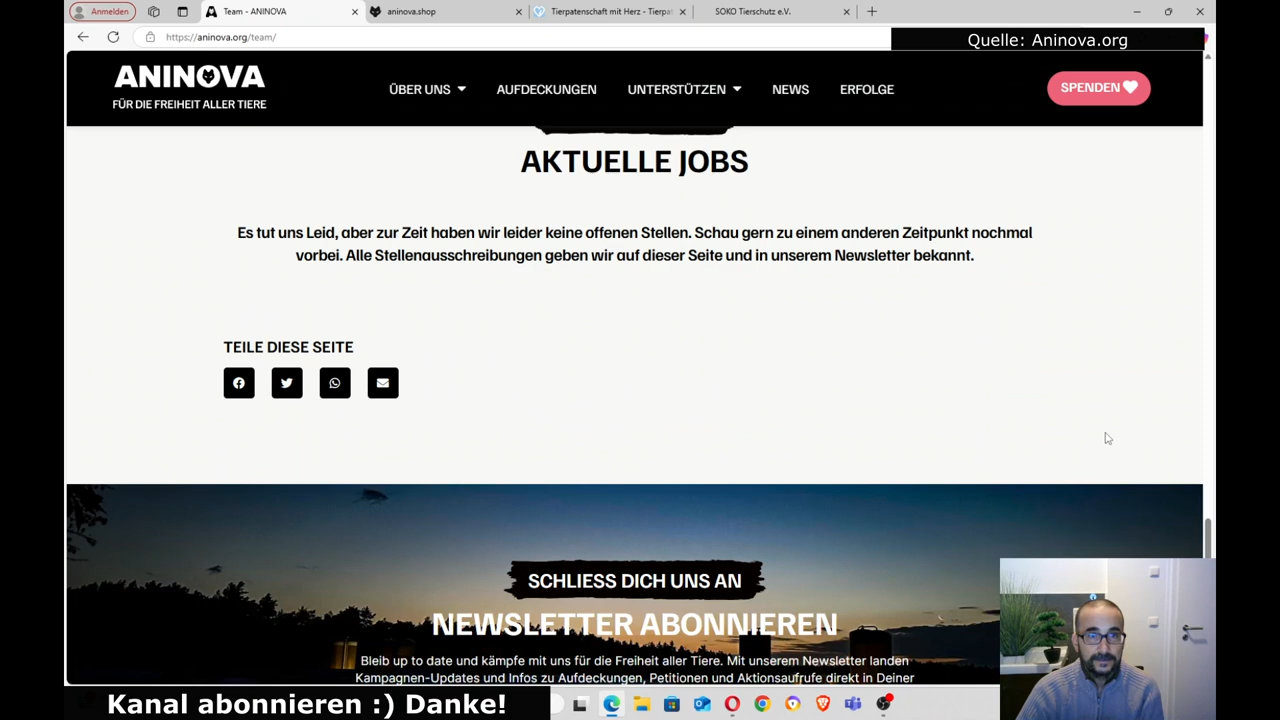 Anmelden
Team - ANINOVA
aninova.shop
Tierpatenschaft mit Herz - Tierpat
SOKO Tierschutz e.V.
https://aninova.org/team/
Quelle: Aninova.org
ANINOVA
FÜR DIE FREIHEIT ALLER TIERE
ÜBER UNS
AUFDECKUNGEN
UNTERSTÜTZEN
NEWS
ERFOLGE
SPENDEN
AKTUELLE JOBS
Es tut uns Leid, aber zur Zeit haben wir leider keine offenen Stellen. Schau gern zu einem anderen Zeitpunkt nochmal
vorbei. Alle Stellenausschreibungen geben wir auf dieser Seite und in unserem Newsletter bekannt.
TEILE DIESE SEITE
SCHLIESS DICH UNS AN
NEWSLETTER ABONNIEREN
Bleib up to date und kämpfe mit uns für die Freiheit aller Tiere. Mit unserem Newsletter landen
Kampagnen-Updates und Infos zu Aufdeckungen, Petitionen und Aktionsaufrufe direkt in Deiner
Kanal abonnieren :) Danke!